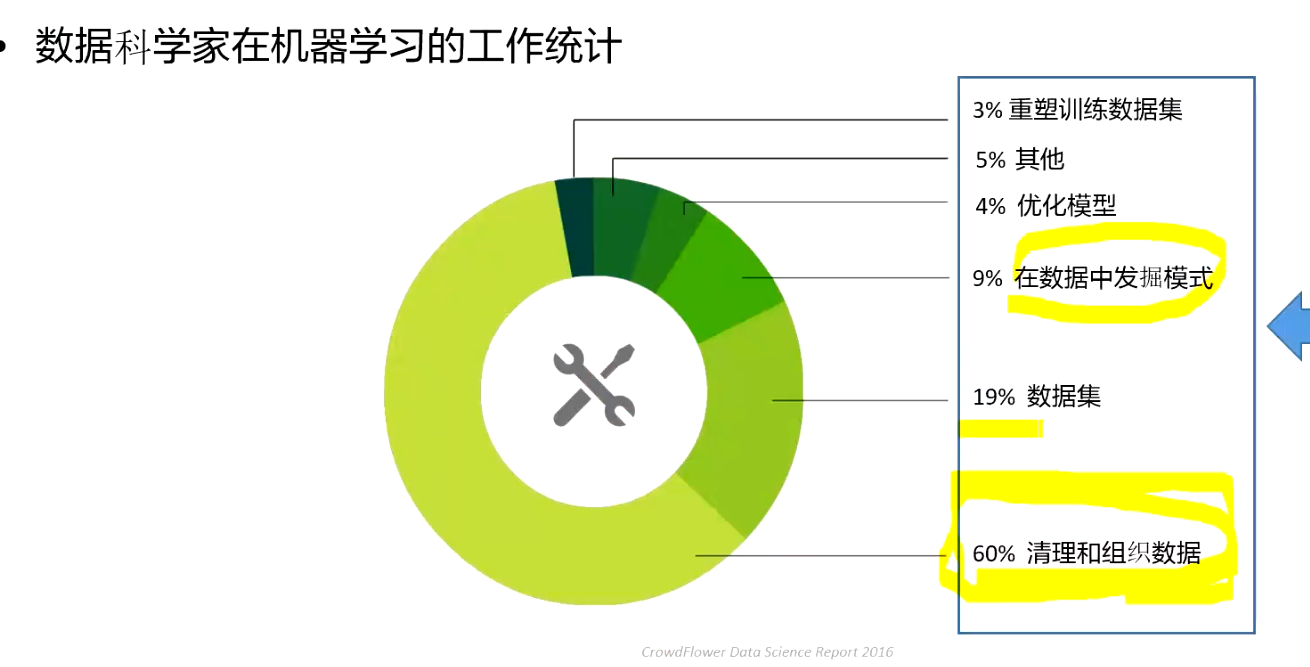 • 数据科学家在机器学习的工作统计
3% 重塑训练数据集
5% 其他
4% 优化模型
9% 在数据中发掘模式
19% 数据集
60% 清理和组织数据
CrowdFlower Data Science Report 2016